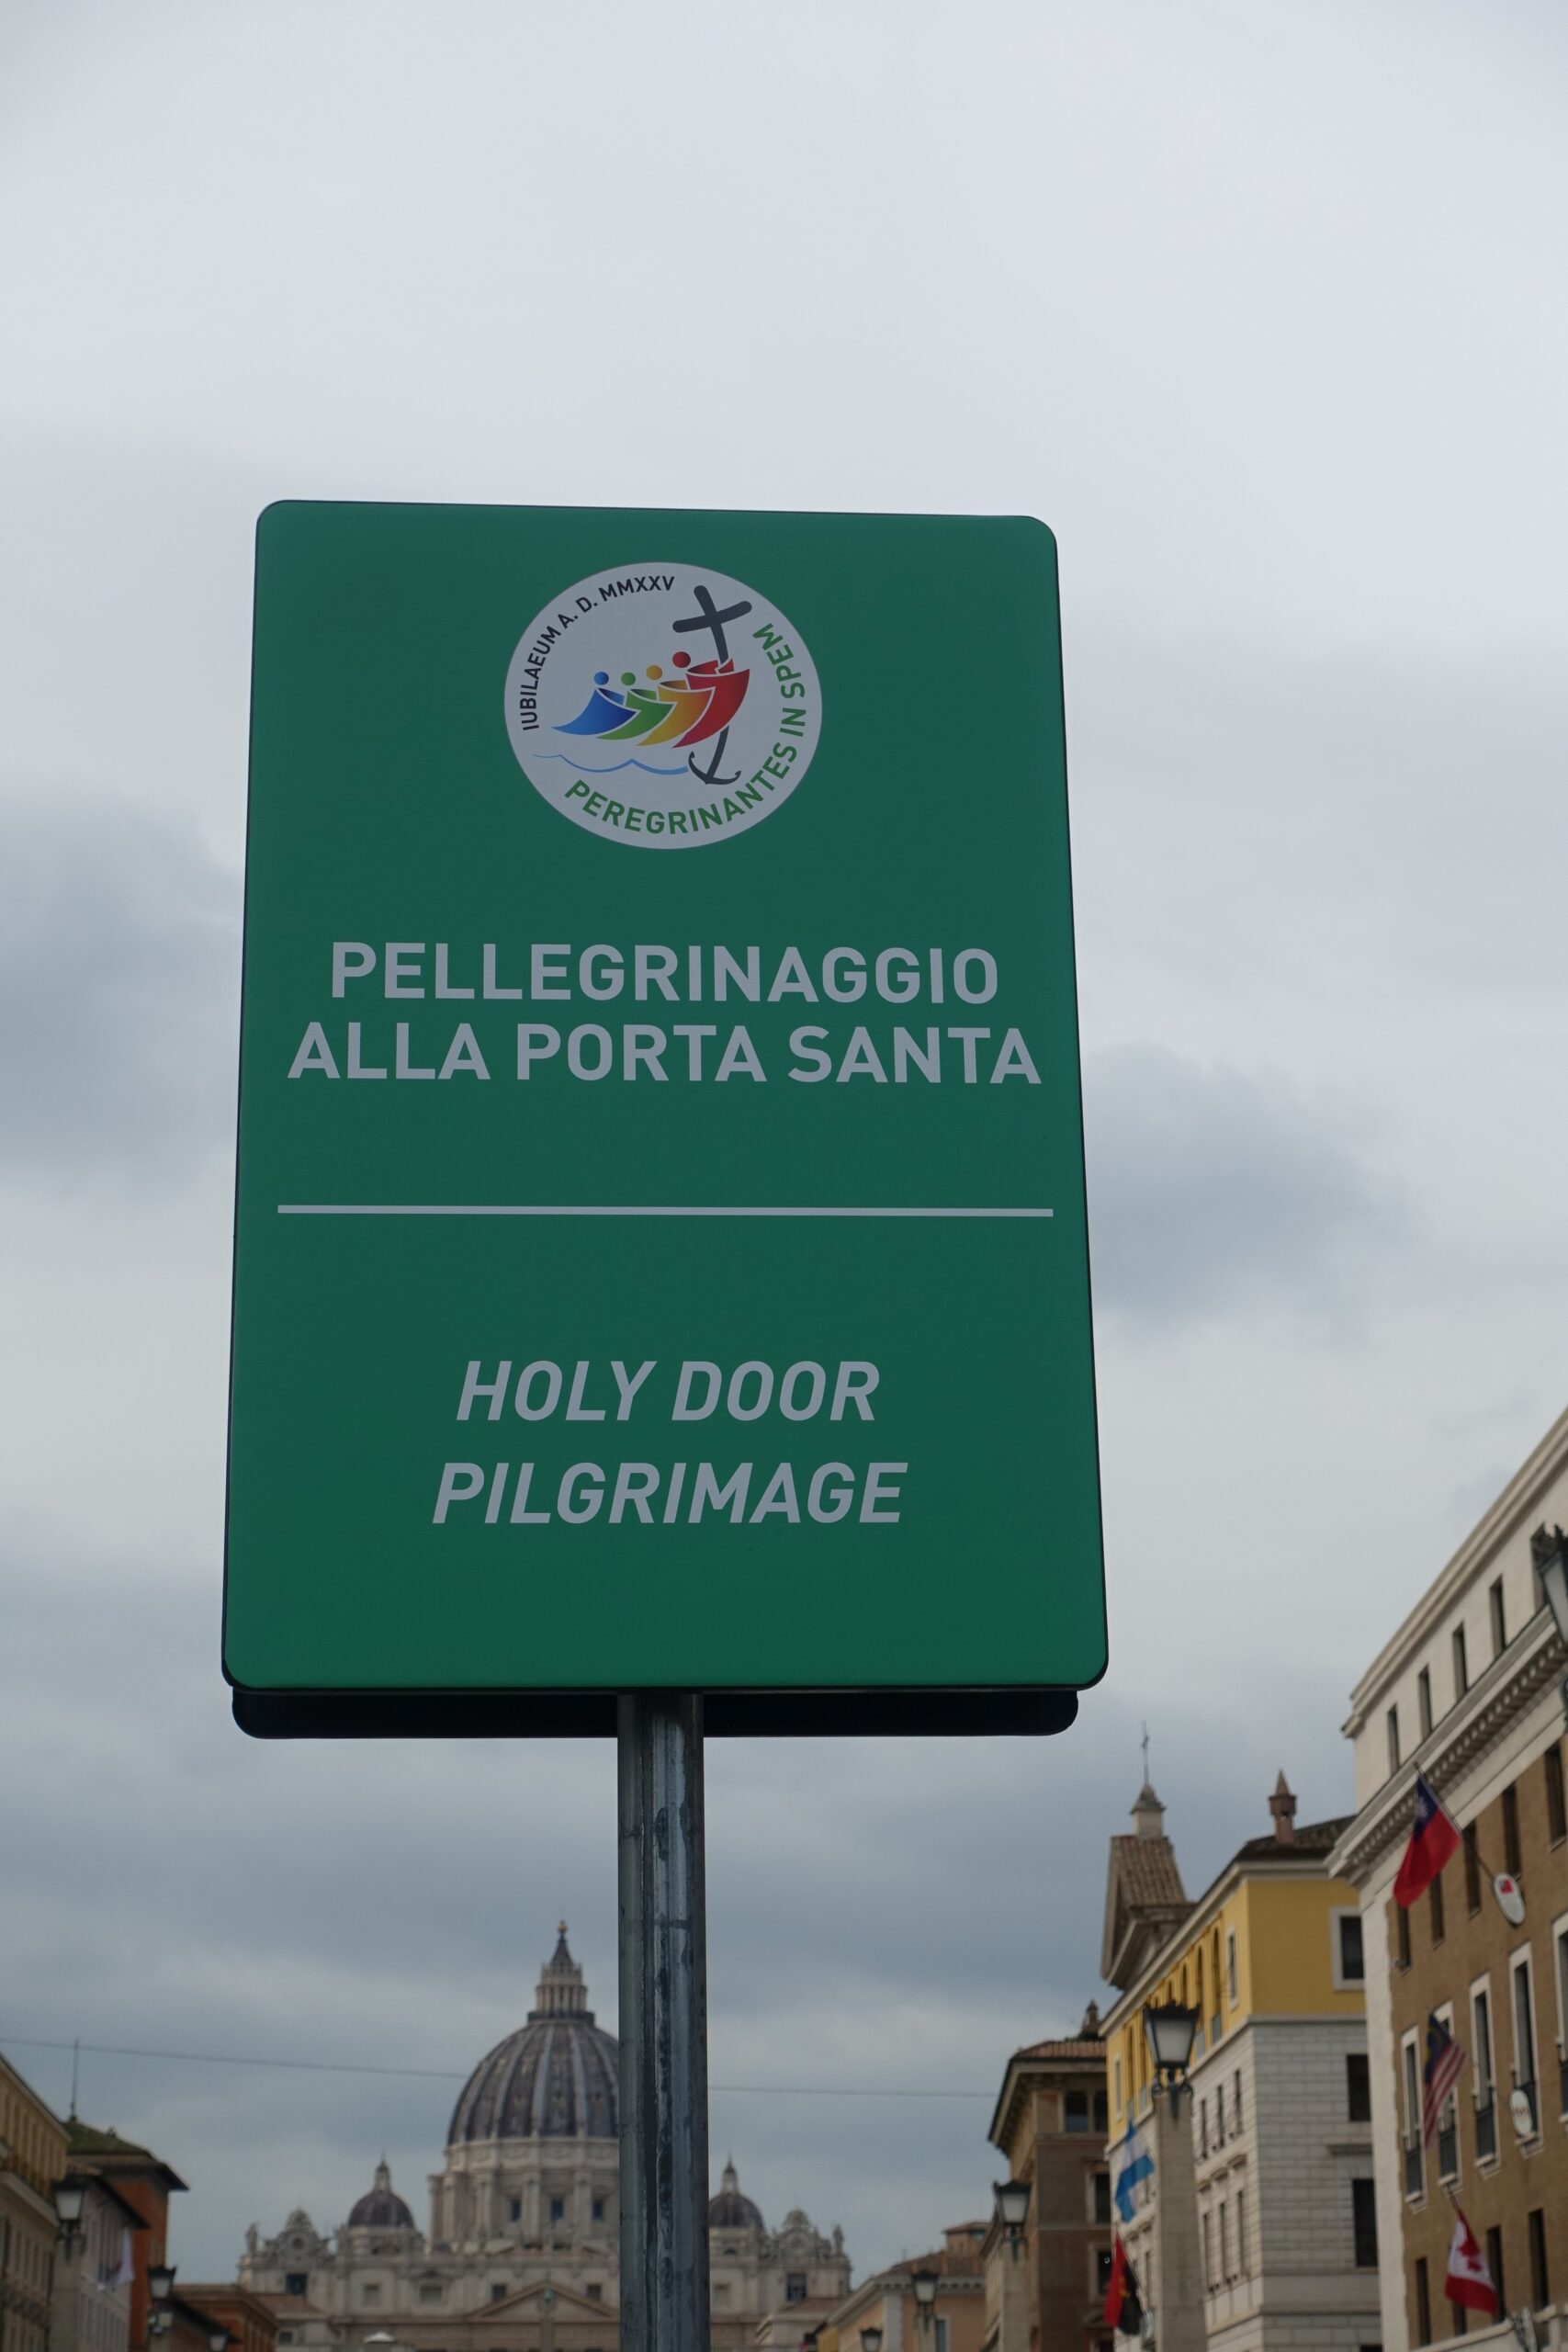 IUBILAEUM A. D. MMXXV
PEREGRINANTES IN SPEM
PELLEGRINAGGIO
ALLA PORTA SANTA
HOLY DOOR
PILGRIMAGE